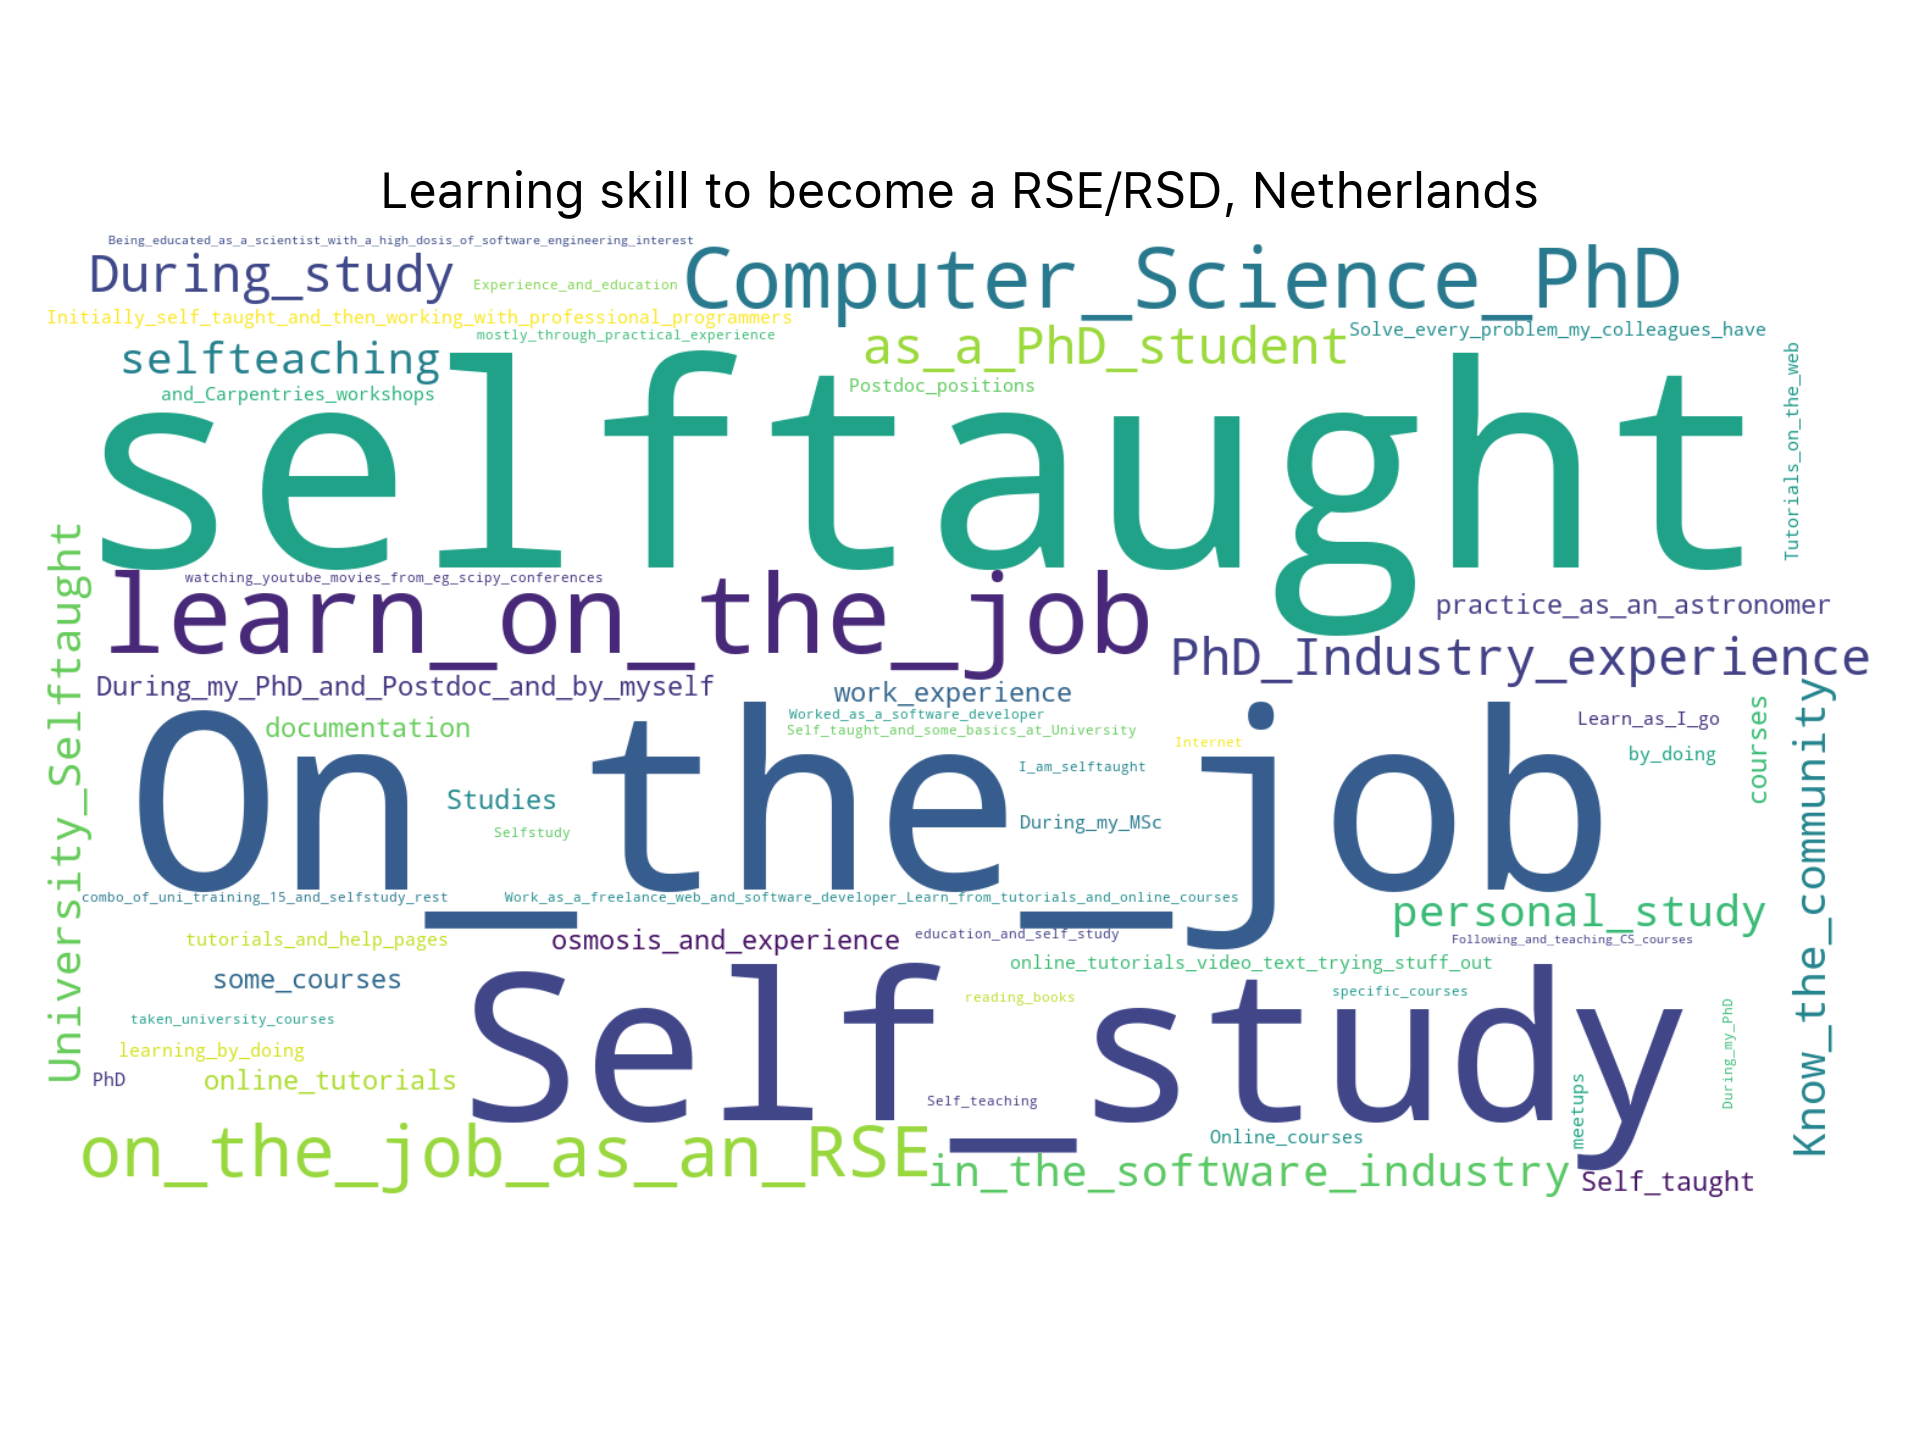 Learning skill to become a RSE/RSD, Netherlands
Being_educated_as_a_scientist_with_a_high_dosis_of_software_engineering_interest
During_study
Experience_and_education
Computer_Science_PhD
Initially_self_taught_and_then_working_with_professional_programmers
mostly_through_practical_experience
as_a_PhD_student
Solve_every_problem_my_colleagues_have
selfteaching
and_Carpentries_workshops
Postdoc_positions
Tutorials_on_the_web
selftaught
University_Selftaught
watching_youtube_movies_from_eg_scipy_conferences
learn_on_the_job
practice_as_an_astronomer
PhD_Industry_experience
During_my_PhD_and_Postdoc_and_by_myself
work_experience
Worked_as_a_software_developer
Self_taught_and_some_basics_at_University
documentation
Internet
Learn_as_I_go
by_doing
courses
Know_the_community
On_the_job
I_am_selftaught
Studies
During_my_MSc
Selfstudy
combo_of_uni_training_15_and_selfstudy_rest
Work_as_a_freelance_web_and_software_developer_Learn_from_tutorials_and_online_courses
personal_study
tutorials_and_help_pages
osmosis_and_experience
education_and_self_study
Following_and_teaching_CS_courses
some_courses
online_tutorials_video_text_trying_stuff_out
reading_books
specific_courses
Self_study
taken_university_courses
learning_by_doing
PhD
online_tutorials
During_my_PhD
meetups
Self_teaching
on_the_job_as_an_RSE
Online_courses
in_the_software_industry
Self_taught